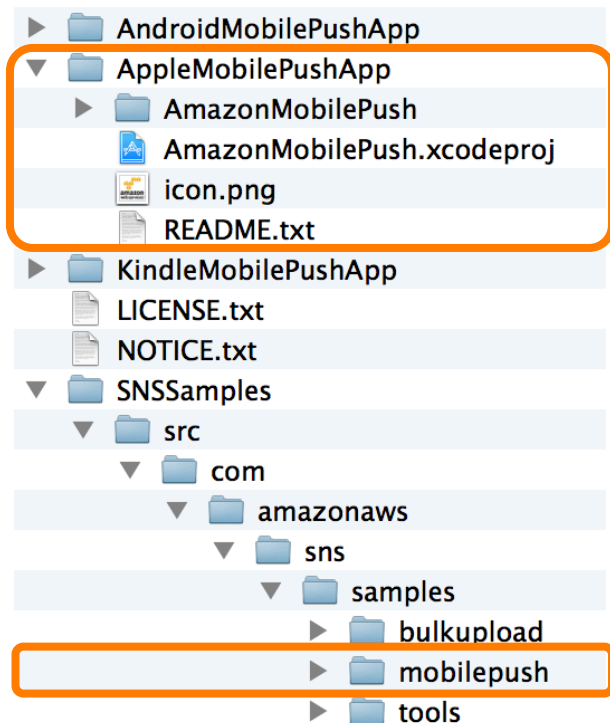 AndroidMobilePushApp
AppleMobilePushApp
AmazonMobilePush
AmazonMobilePush.xcodeproj
icon.png
README.txt
KindleMobilePushApp
LICENSE.txt
NOTICE.txt
SNSSamples
src
com
amazonaws
sns
samples
bulkupload
mobilepush
tools